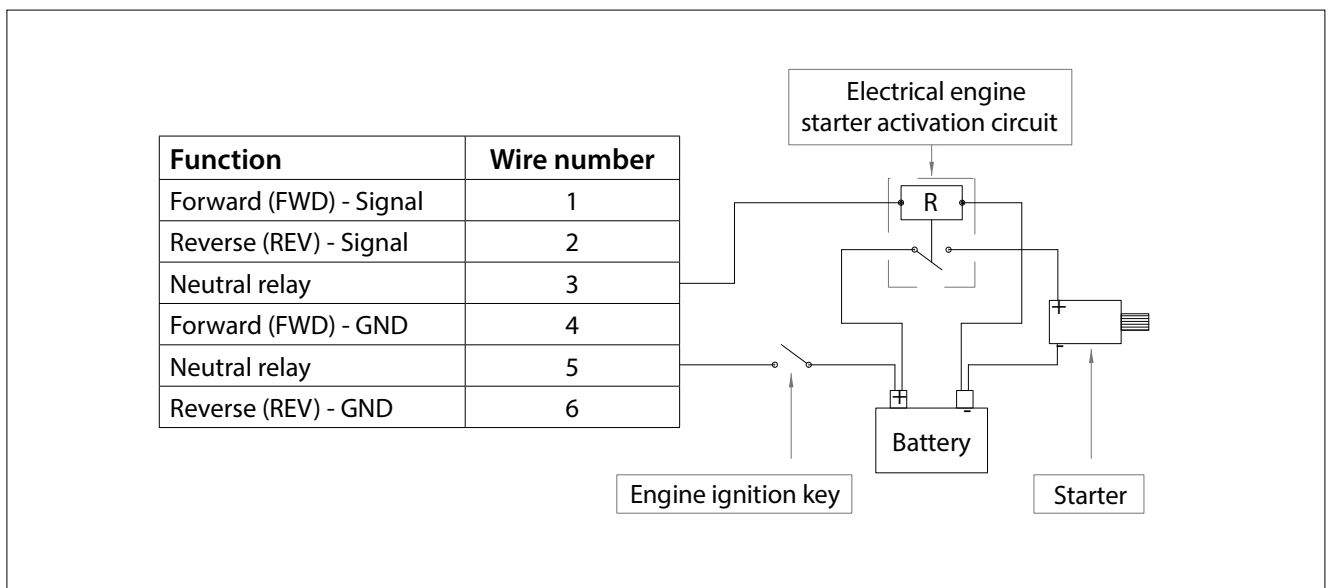 Electrical engine
starter activation circuit
Function Wire number
Forward (FWD) - Signal 1
Reverse (REV) - Signal 2
Neutral relay 3
Forward (FWD) - GND 4
Neutral relay 5
Reverse (REV) - GND 6
R
+
-
+
-
Battery
Engine ignition key
Starter